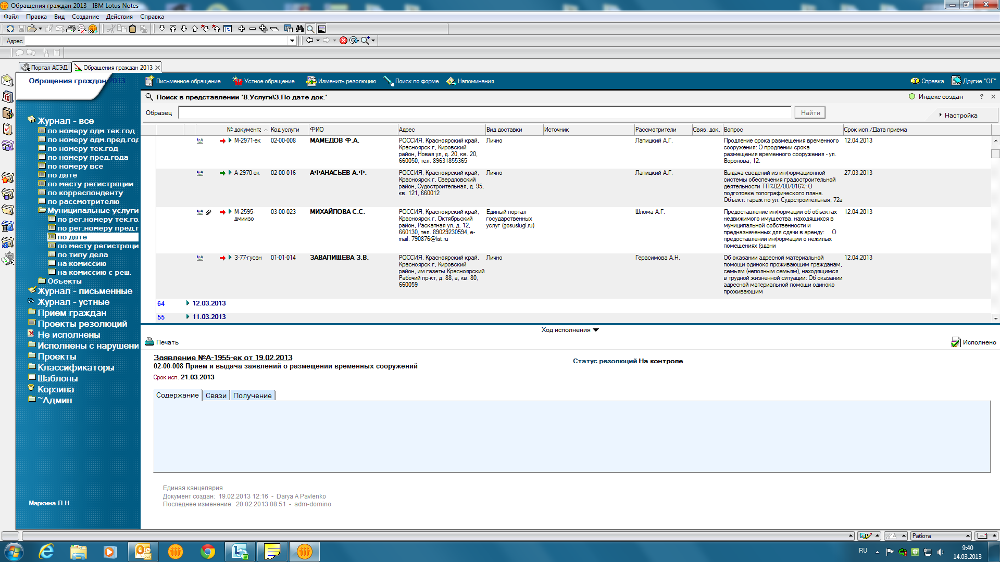 Обращения граждан 2013 - IBM Lotus Notes
Файл Правка Вид Создание Действия Справка
Адрес
Портал АСЭД
Обращения граждан 2013
Обращения граждан 2013
Письменное обращение
Устное обращение
Изменить резолюцию
Поиск по форме
Напоминания
Справка
Другие "ОГ"
Поиск в представлении '8.Услуги\3.По дате док.'
Индекс создан
Образец
Найти
Настройка
Журнал - все
по номеру адм.тек.год
по номеру адм.пред.год
по номеру тек.год
по номеру пред.года
по номеру все
по дате
по месту регистрации
по корреспонденту
по рассмотрителю
Муниципальные услуги
по рег.номеру тек.го
по рег.номеру пред.г
по дате
по месту регистраци
по типу дела
на комиссию
на комиссию с реш.
Объекты
Журнал - письменные
Журнал - устные
Прием граждан
Проекты резолюций
Не исполнены
Исполнены с нарушени
Проекты
Классификаторы
Шаблоны
Корзина
~Админ
Маркина Л.Н.
№ документа Код услуги ФИО Адрес Вид доставки Источник Рассмотрители Связ. док. Вопрос Срок исп./Дата приема
М-2971-ек 02-00-008 МАМЕДОВ Ф.А. РОССИЯ, Красноярский край, Лично Лапицкий А.Г. Продление срока размещения временного 12.04.2013
Красноярск г, Кировский сооружения: О продлении срока
район, Новая ул, д. 20, кв. 20, размещения временного сооружения - ул.
660050, тел. 89631855365 Воронова, 12.
А-2970-ек 02-00-016 АФАНАСЬЕВ А.Ф. РОССИЯ, Красноярский край, Лично Лапицкий А.Г. Выдача сведений из информационной 27.03.2013
Красноярск г, Свердловский системы обеспечения градостроительной
район, Судостроительная, д. 95, деятельности ТП%02/00/016%: О
кв. 121, 660012 подготовке топографического плана.
Объект: гараж по ул. Судостроительная, 72а
М-2595- 03-00-023 МИХАЙЛОВА С.С. РОССИЯ, Красноярский край, Единый портал Шлома А.Г. Предоставление информации об объектах 12.04.2013
дмиизо Красноярск г, Октябрьский государственных недвижимого имущества, находящихся в
район, Раскатная ул, д. 12, услуг (gosuslugi.ru) муниципальной собственности и
660130, тел. 89029230594, e- предназначенных для сдачи в аренду: О
mail: 790876@list.ru предоставлении информации о нежилых
помещениях (здани
З-77-гусзн 01-01-014 ЗАВАЛИЩЕВА З.В. РОССИЯ, Красноярский край, Лично Герасимова А.Н. Об оказании адресной материальной 12.04.2013
Красноярск г, Кировский помощи одиноко проживающим гражданам,
район, им газеты Красноярский семьям (неполным семьям), находящимся
Рабочий пр-кт, д. 88, а, кв. 80, в трудной жизненной ситуации: Об оказании
660059 адресной материальной помощи одиноко
проживающим
64 12.03.2013
55 11.03.2013
Ход исполнения
Печать
Исполнено
Заявление №А-1955-ек от 19.02.2013
Статус резолюций На контроле
02-00-008 Прием и выдача заявлений о размещении временных сооружений
Срок исп. 21.03.2013
Содержание Связи Получение
Единая канцелярия
Документ создан: 19.02.2013 12:16 - Darya A Pavlenko
Последнее изменение: 20.02.2013 08:51 - adm-domino
Работа
RU
9:40
14.03.2013